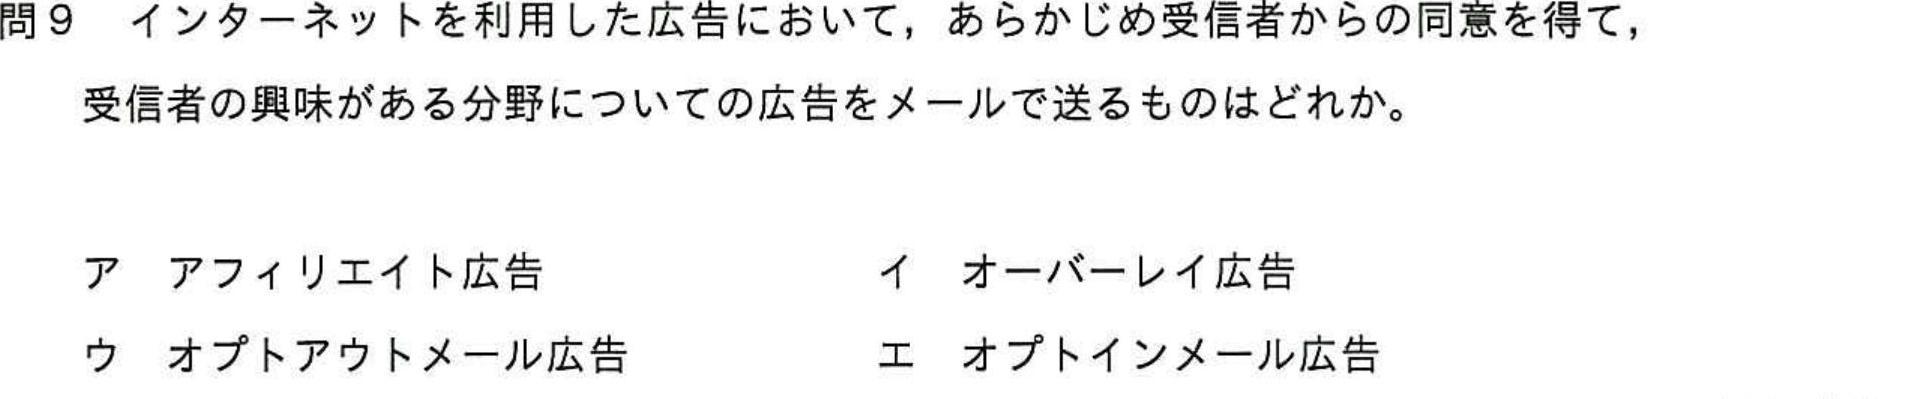 問9 インターネットを利用した広告において，あらかじめ受信者からの同意を得て，
受信者の興味がある分野についての広告をメールで送るものはどれか。
ア アフィリエイト広告 イ オーバーレイ広告
ウ オプトアウトメール広告 エ オプトインメール広告